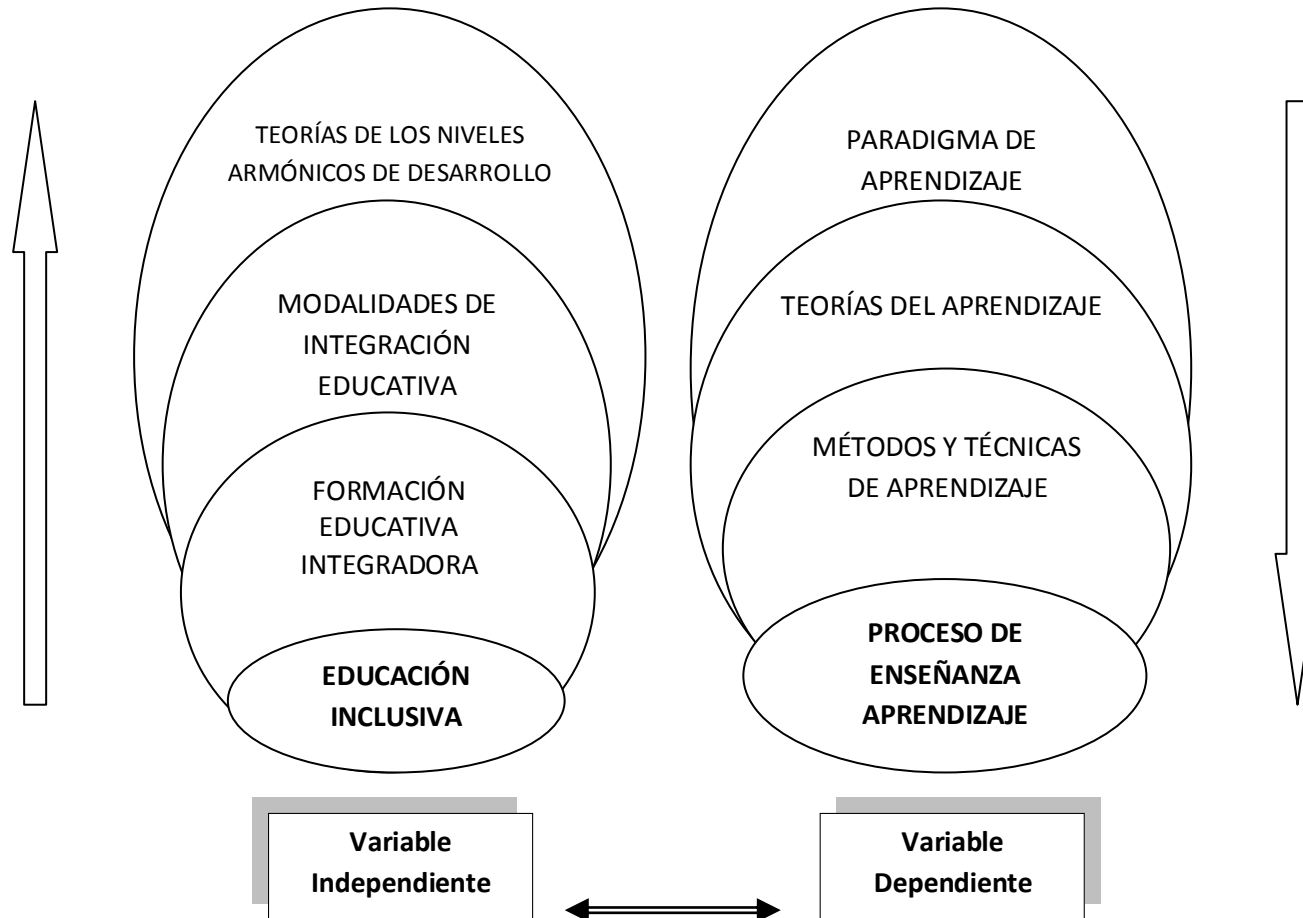 TEORÍAS DE LOS NIVELES
ARMÓNICOS DE DESARROLLO
MODALIDADES DE
INTEGRACIÓN
EDUCATIVA
FORMACIÓN
EDUCATIVA
INTEGRADORA
EDUCACIÓN
INCLUSIVA
PARADIGMA DE
APRENDIZAJE
TEORÍAS DEL APRENDIZAJE
MÉTODOS Y TÉCNICAS
DE APRENDIZAJE
PROCESO DE
ENSEÑANZA
APRENDIZAJE
Variable
Independiente
Variable
Dependiente